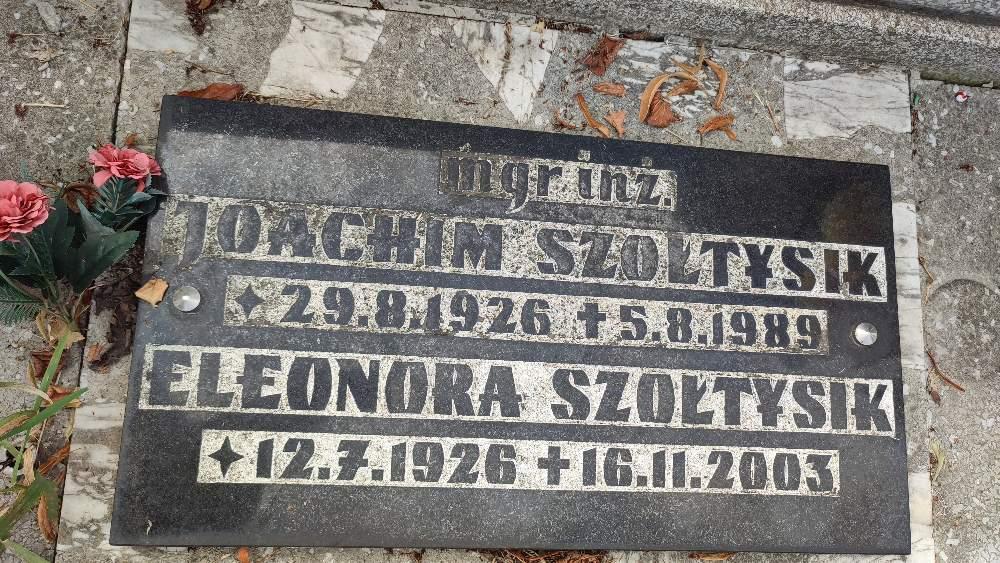 mgr inż.
JOACHIM SZOŁTYSIK
✦ 29.8.1926 ✝ 5.8.1989
ELEONORA SZOŁTYSIK
✦ 12.7.1926 ✝ 16.11.2003